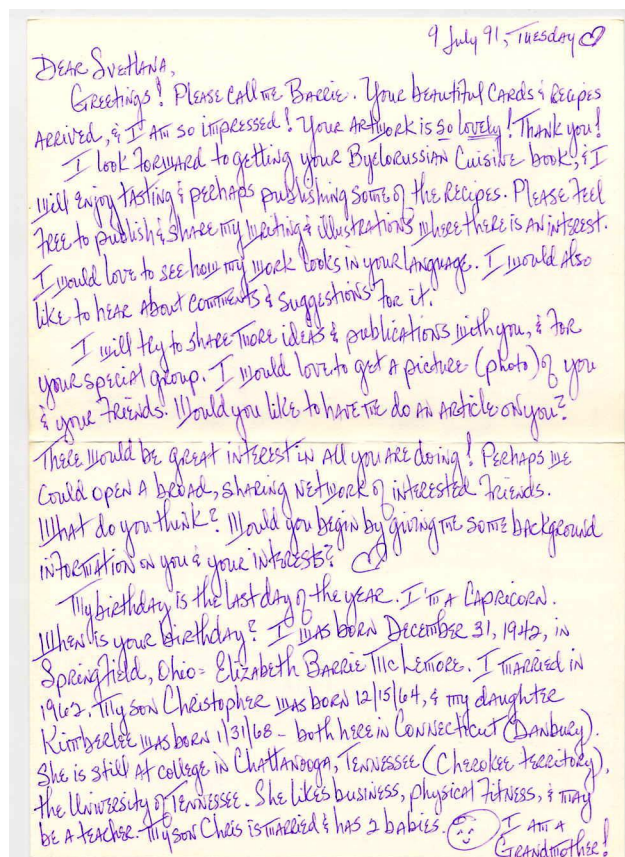 9 July 91, Tuesday ♡
Dear Svetlana,
Greetings! Please call me Barrie. Your beautiful cards & recipes
arrived, & I am so impressed! Your artwork is so lovely! Thank you!
I look forward to getting your Byelorussian Cuisine book, & I
will enjoy tasting & perhaps publishing some of the recipes. Please feel
free to publish & share my writing & illustrations where there is an interest.
I would love to see how my work looks in your language. I would also
like to hear about comments & suggestions for it.
I will try to share more ideas & publications with you, & for
your special group. I would love to get a picture (photo) of you
& your friends. Would you like to have me do an article on you?
There would be great interest in all you are doing! Perhaps we
could open a broad, sharing network of interested friends.
What do you think? Would you begin by giving me some background
information on you & your interests? ♡
My birthday is the last day of the year. I'm a Capricorn.
When is your birthday? I was born December 31, 1942, in
Springfield, Ohio = Elizabeth Barrie McLemore. I married in
1962. My son Christopher was born 12/15/64, & my daughter
Kimberlee was born 1/31/68 - both here in Connecticut (Danbury).
She is still at college in Chattanooga, Tennessee (Cherokee territory),
the University of Tennessee. She likes business, physical fitness, & may
be a teacher. My son Chris is married & has 2 babies. I am a
Grandmother!